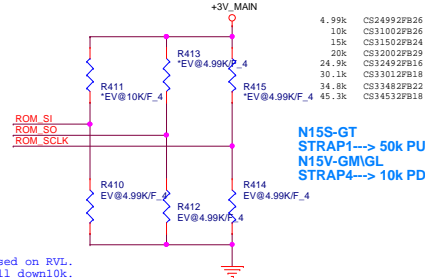 +3V_MAIN
4.99k CS24992FB26
10k CS31002FB26
15k CS31502FB24
20k CS32002FB29
24.9k CS32492FB16
30.1k CS33012FB18
34.8k CS33482FB22
45.3k CS34532FB18
R413
*EV@4.99K/F_4
R411
*EV@10K/F_4
R415
*EV@4.99K/F_4
ROM_SI
ROM_SO
ROM_SCLK
N15S-GT
STRAP1---> 50k PU
N15V-GM\GL
STRAP4---> 10k PD
R410
EV@4.99K/F_4
R412
EV@4.99K/F_4
R414
EV@4.99K/F_4
sed on RVL.
ll down10k.